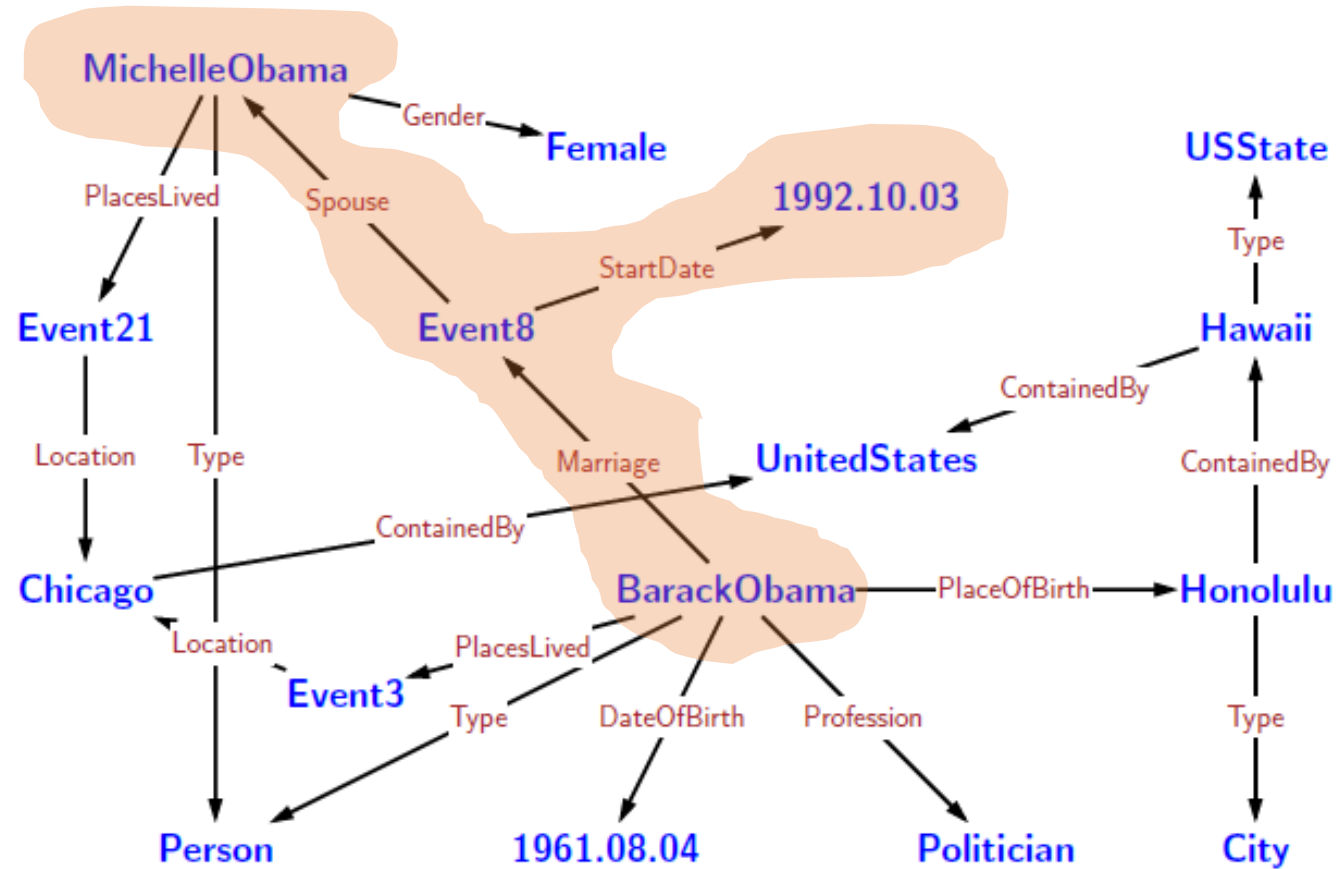 MichelleObama
Gender
Female
USState
PlacesLived
Spouse
1992.10.03
Type
StartDate
Event21
Event8
Hawaii
ContainedBy
Location
Type
Marriage
UnitedStates
ContainedBy
ContainedBy
Chicago
BarackObama
PlaceOfBirth
Honolulu
Location
PlacesLived
Event3
Type
DateOfBirth
Profession
Type
Person
1961.08.04
Politician
City